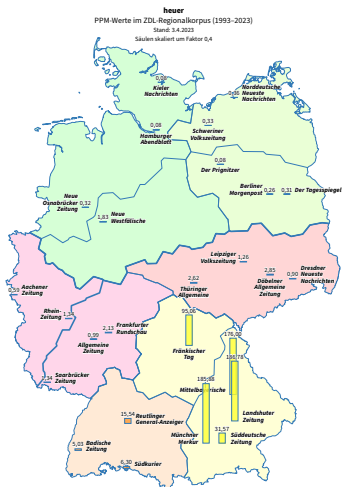 heuer
PPM-Werte im ZDL-Regionalkorpus (1993–2023)
Stand: 3.4.2023
Säulen skaliert um Faktor 0,4
Kieler
Nachrichten
Norddeutsche
Neueste
Nachrichten
0,08
Hamburger
Abendblatt
0,33
Schweriner
Volkszeitung
0,08
Der Prignitzer
Berliner
Morgenpost 0,26
0,31 Der Tagesspiegel
Neue
Osnabrücker 0,32
Zeitung
1,83 Neue
Westfälische
Leipziger
Volkszeitung 1,26
2,62
Thüringer
Allgemeine
2,85
Döbelner
Allgemeine
Zeitung
0,90 Dresdner
Neueste
Nachrichten
Aachener
Zeitung
Rhein-
Zeitung
2,13 Frankfurter
Rundschau
0,99
Allgemeine
Zeitung
Saarbrücker
Zeitung
95,06
Fränkischer
Tag
186,78
Landshuter
Zeitung
Münchner
Merkur
31,57
Süddeutsche
Zeitung
15,54 Reutlinger
General-Anzeiger
5,03 Badische
Zeitung
6,30 Südkurier